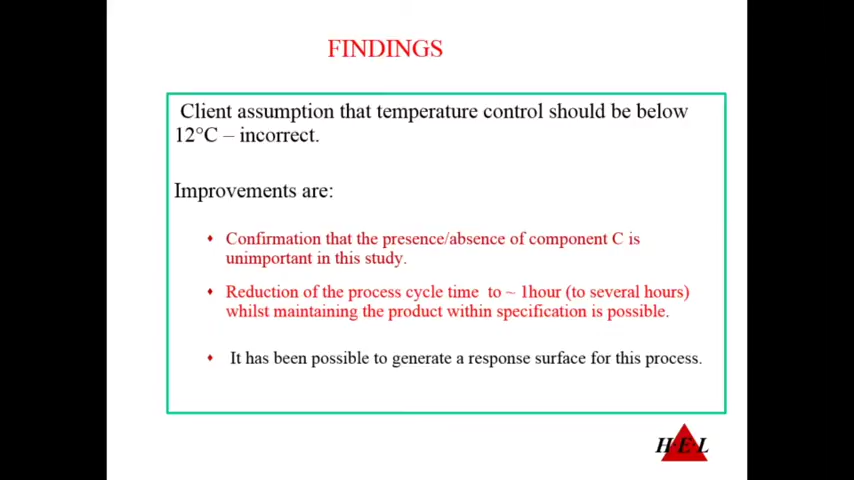 FINDINGS
Client assumption that temperature control should be below
12°C – incorrect.
Improvements are:
Confirmation that the presence/absence of component C is
unimportant in this study.
Reduction of the process cycle time to ~ 1hour (to several hours)
whilst maintaining the product within specification is possible.
It has been possible to generate a response surface for this process.
H·E·L